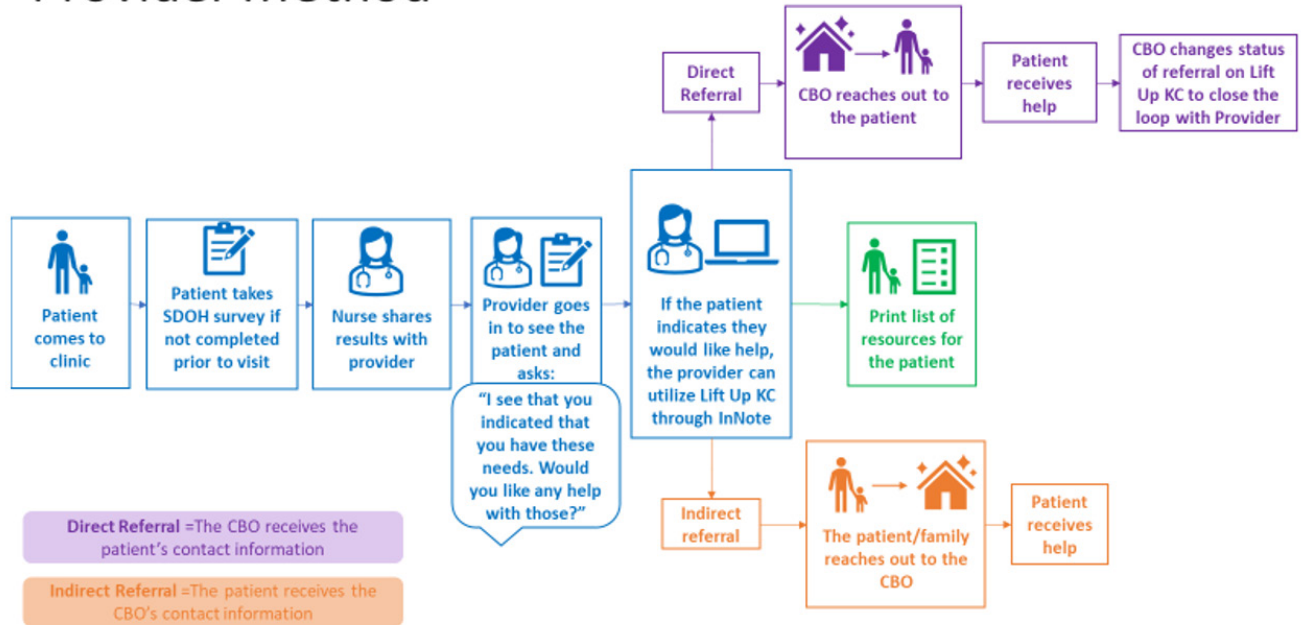 Provider Method
Patient
comes to
clinic
Patient takes
SDOH survey if
not completed
prior to visit
Nurse shares
results with
provider
Provider goes
in to see the
patient and
asks:
“I see that you
indicated that
you have these
needs. Would
you like any help
with those?”
If the patient
indicates they
would like help,
the provider can
utilize Lift Up KC
through InNote
Direct
Referral
CBO reaches out to
the patient
Patient
receives
help
CBO changes status
of referral on Lift
Up KC to close the
loop with Provider
Print list of
resources for
the patient
Indirect
referral
The patient/family
reaches out to the
CBO
Patient
receives
help
Direct Referral =The CBO receives the
patient’s contact information
Indirect Referral =The patient receives the
CBO’s contact information